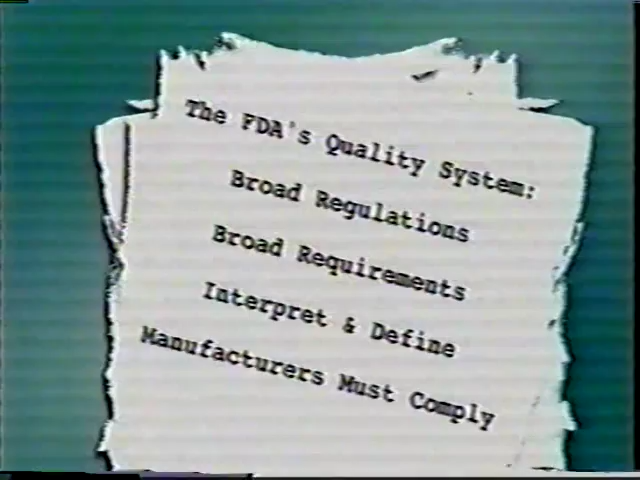 The FDA's Quality System:
Broad Regulations
Broad Requirements
Interpret & Define
Manufacturers Must Comply